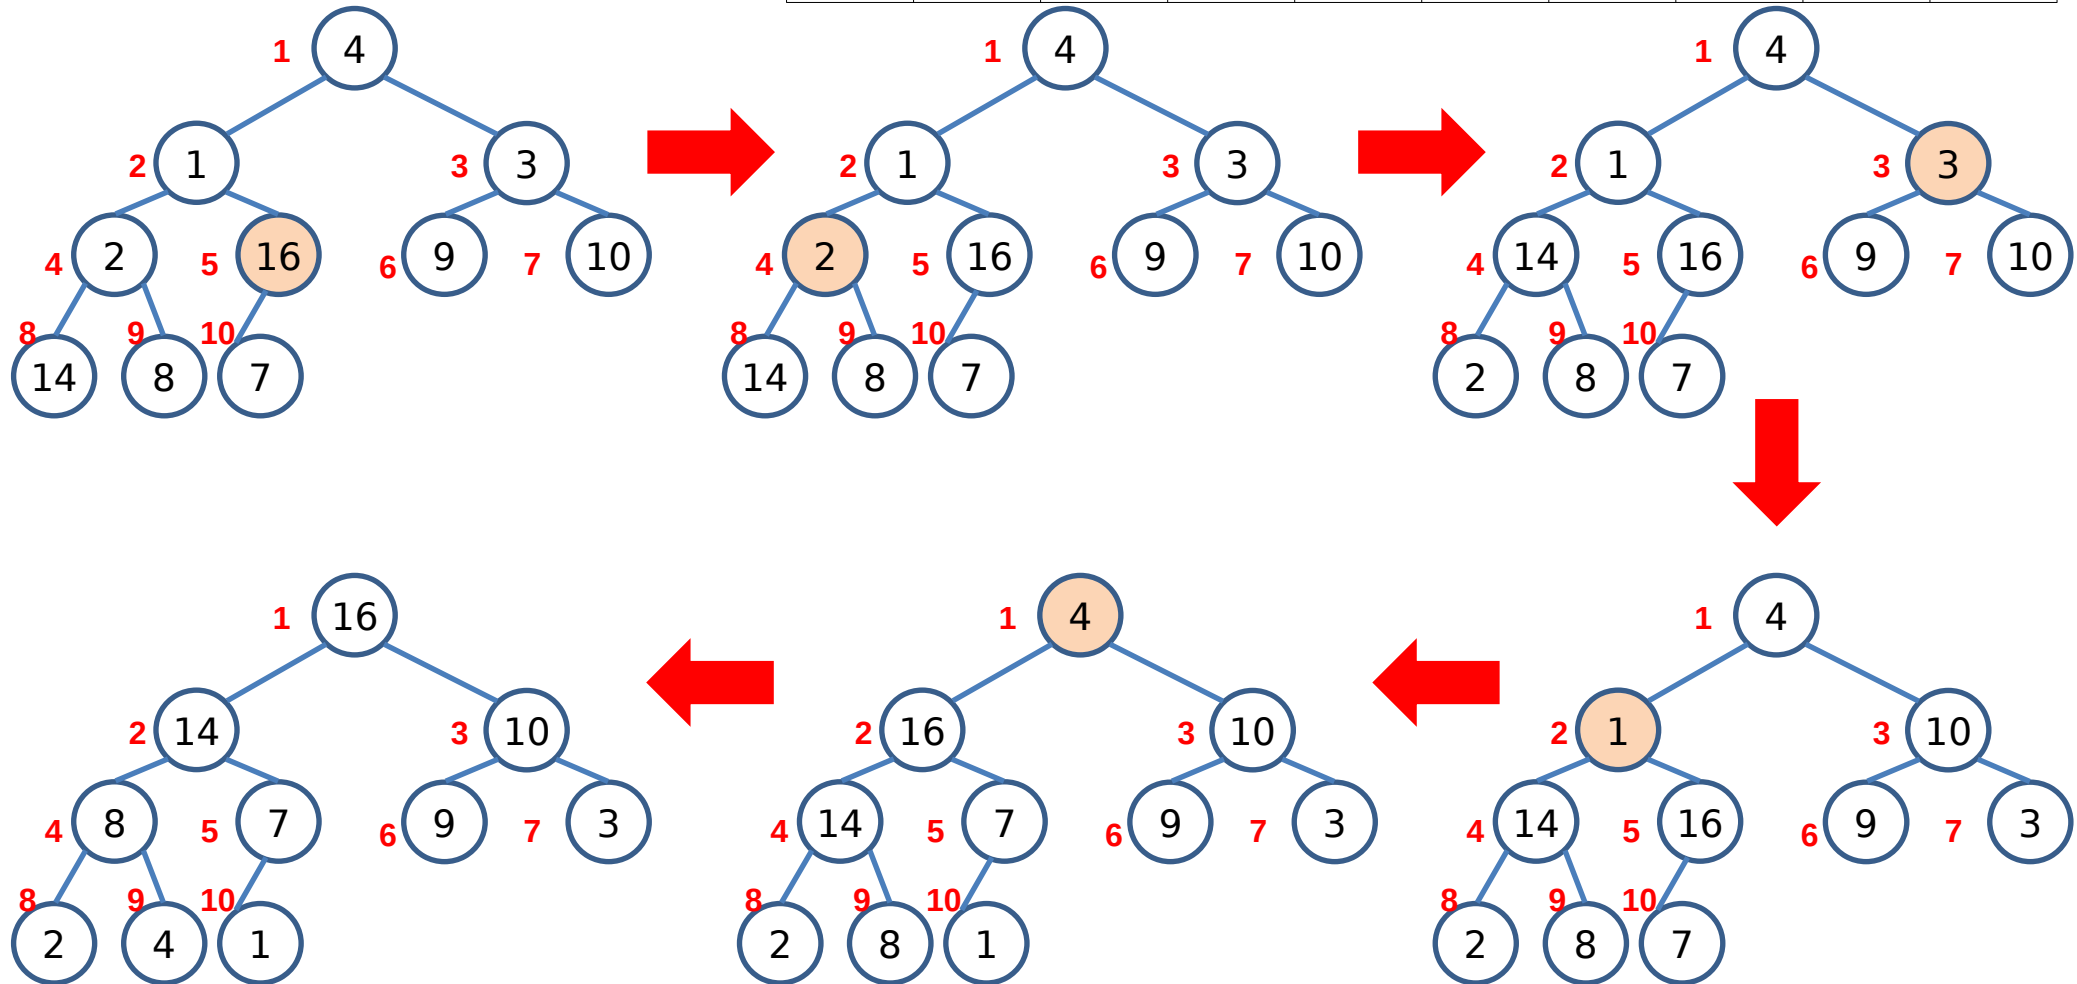 1 4 1 4 1 4
2 1 3 3 2 1 3 3 2 1 3 3
4 2 5 16 6 9 7 10 4 2 5 16 6 9 7 10 4 14 5 16 6 9 7 10
8 9 10 8 9 10 8 9 10
14 8 7 14 8 7 2 8 7
1 16 1 4 1 4
2 14 3 10 2 16 3 10 2 1 3 10
4 8 5 7 6 9 7 3 4 14 5 7 6 9 7 3 4 14 5 16 6 9 7 3
8 9 10 8 9 10 8 9 10
2 4 1 2 8 1 2 8 7